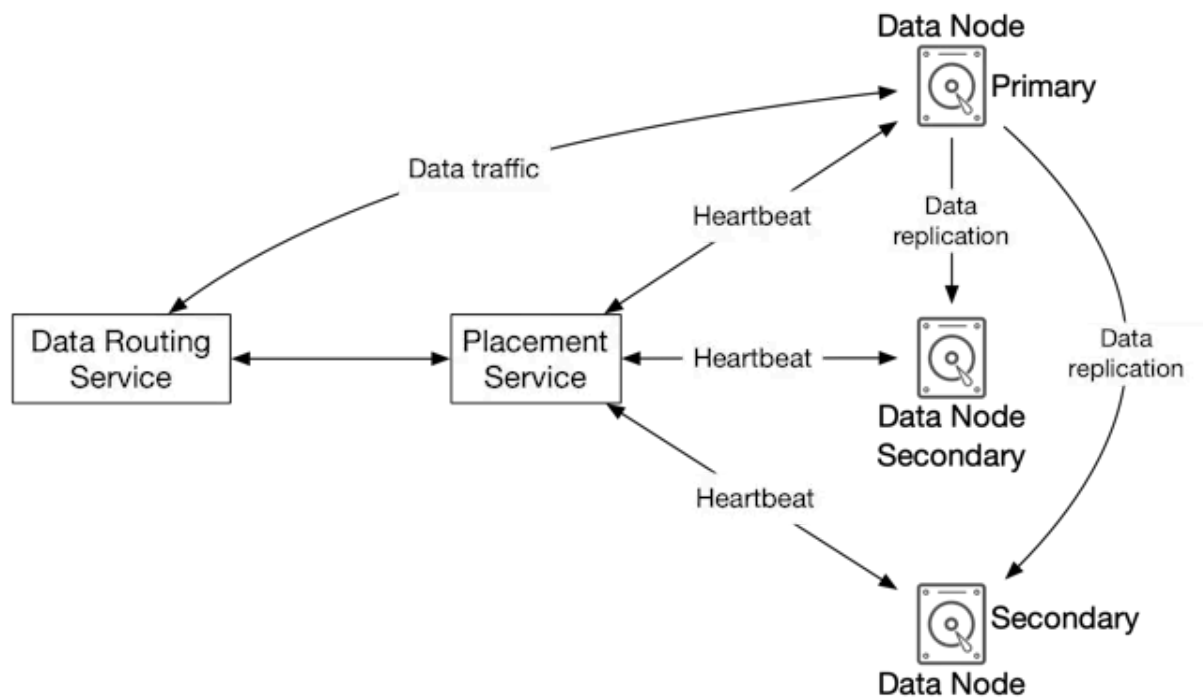 Data Node
Primary
Data traffic
Heartbeat
Data
replication
Data Routing
Service
Placement
Service
Heartbeat
Data
replication
Data Node
Secondary
Heartbeat
Secondary
Data Node